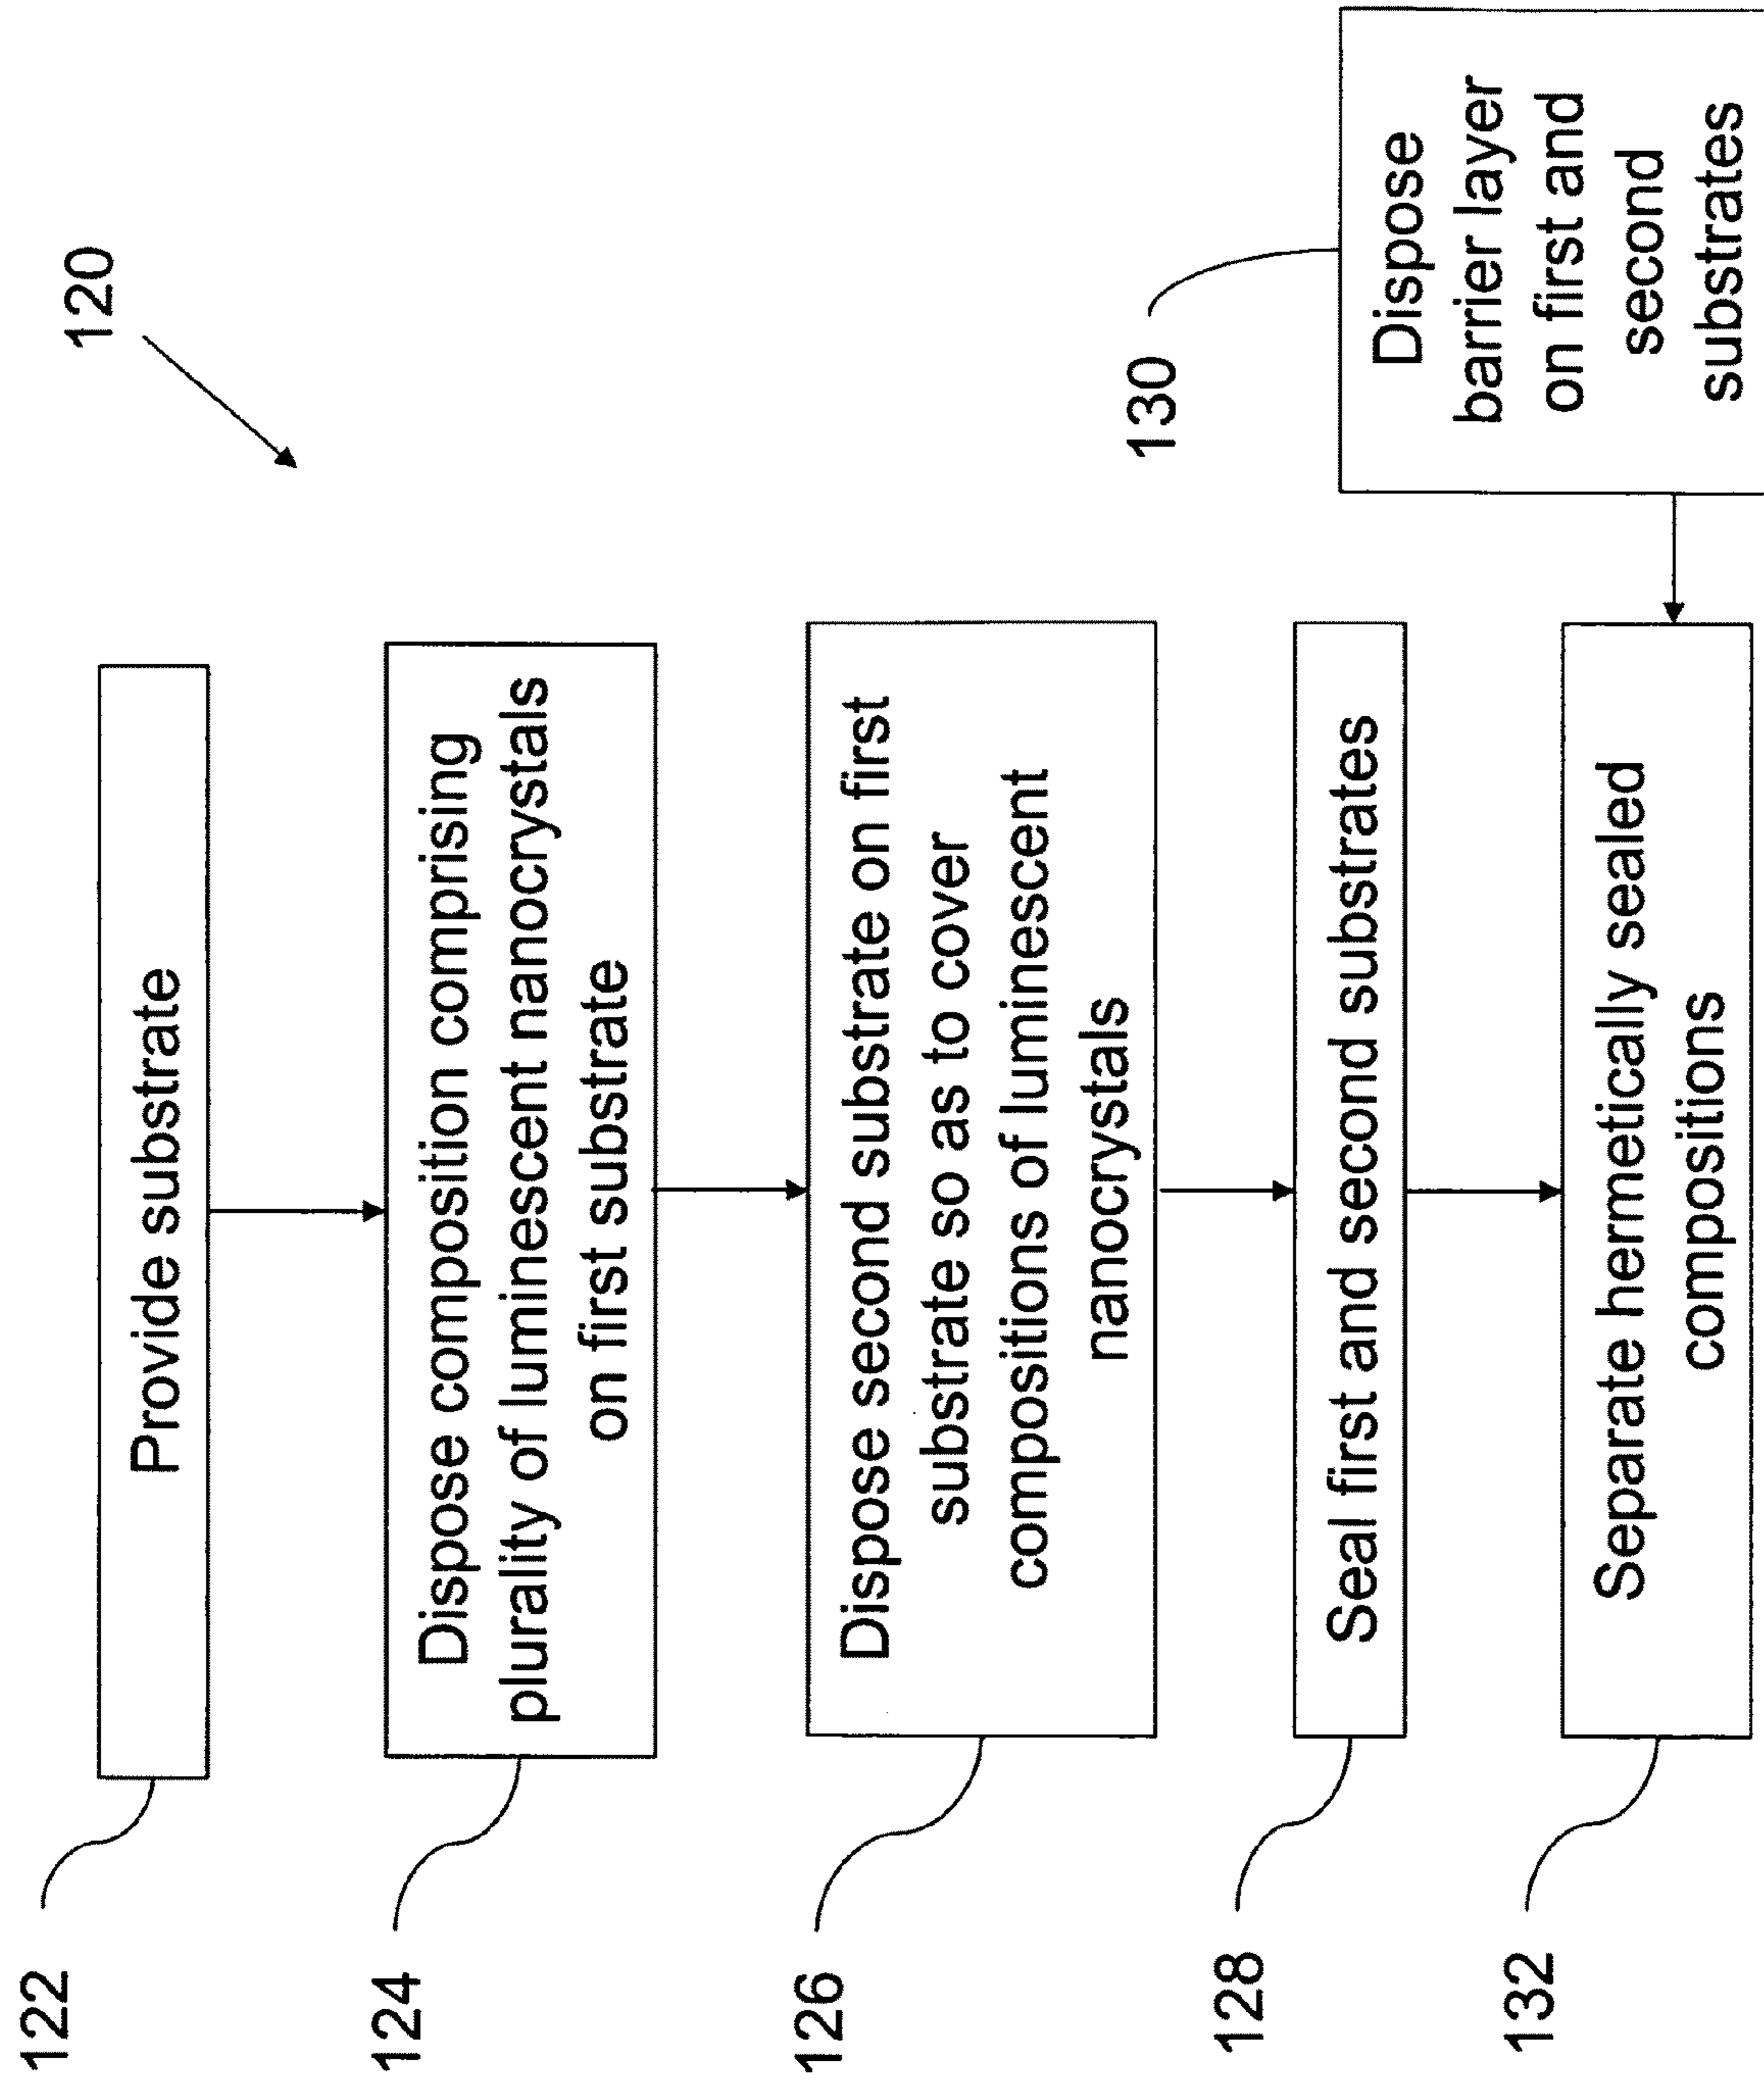 120
122
Provide substrate
124
Dispose composition comprising
plurality of luminescent nanocrystals
on first substrate
126
Dispose second substrate on first
substrate so as to cover
compositions of luminescent
nanocrystals
128
Seal first and second substrates
130
Dispose
barrier layer
on first and
second
substrates
132
Separate hermetically sealed
compositions